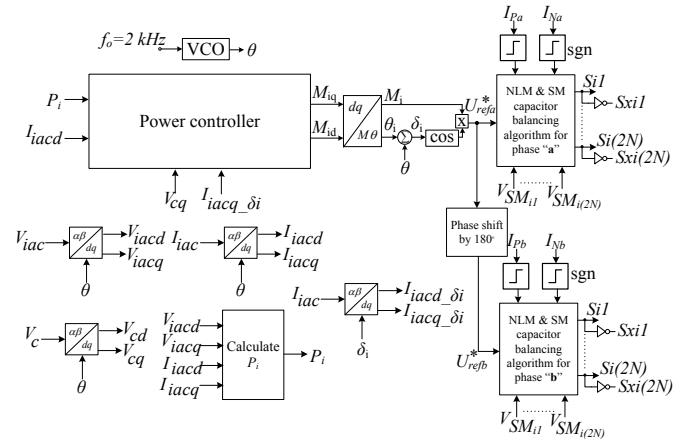 f_o=2 kHz
VCO
θ
P_i
I_iacd
Power controller
V_cq
I_iacq_δi
M_iq
M_id
dq
Mθ
M_i
θ_i
Σ
δ_i
θ
cos
x
U*_refa
I_Pa
I_Na
sgn
NLM & SM
capacitor
balancing
algorithm for
phase “a”
Si1
Sxi1
Si(2N)
Sxi(2N)
V_SMi1
V_SMi(2N)
Phase shift
by 180°
I_Pb
I_Nb
sgn
NLM & SM
capacitor
balancing
algorithm for
phase “b”
Si1
Sxi1
Si(2N)
Sxi(2N)
U*_refb
V_SMi1
V_SMi(2N)
V_iac
αβ
dq
V_iacd
V_iacq
θ
I_iac
αβ
dq
I_iacd
I_iacq
θ
I_iac
αβ
dq
I_iacd_δi
I_iacq_δi
δ_i
V_c
αβ
dq
V_cd
V_cq
θ
V_iacd
V_iacq
I_iacd
I_iacq
Calculate
P_i
P_i